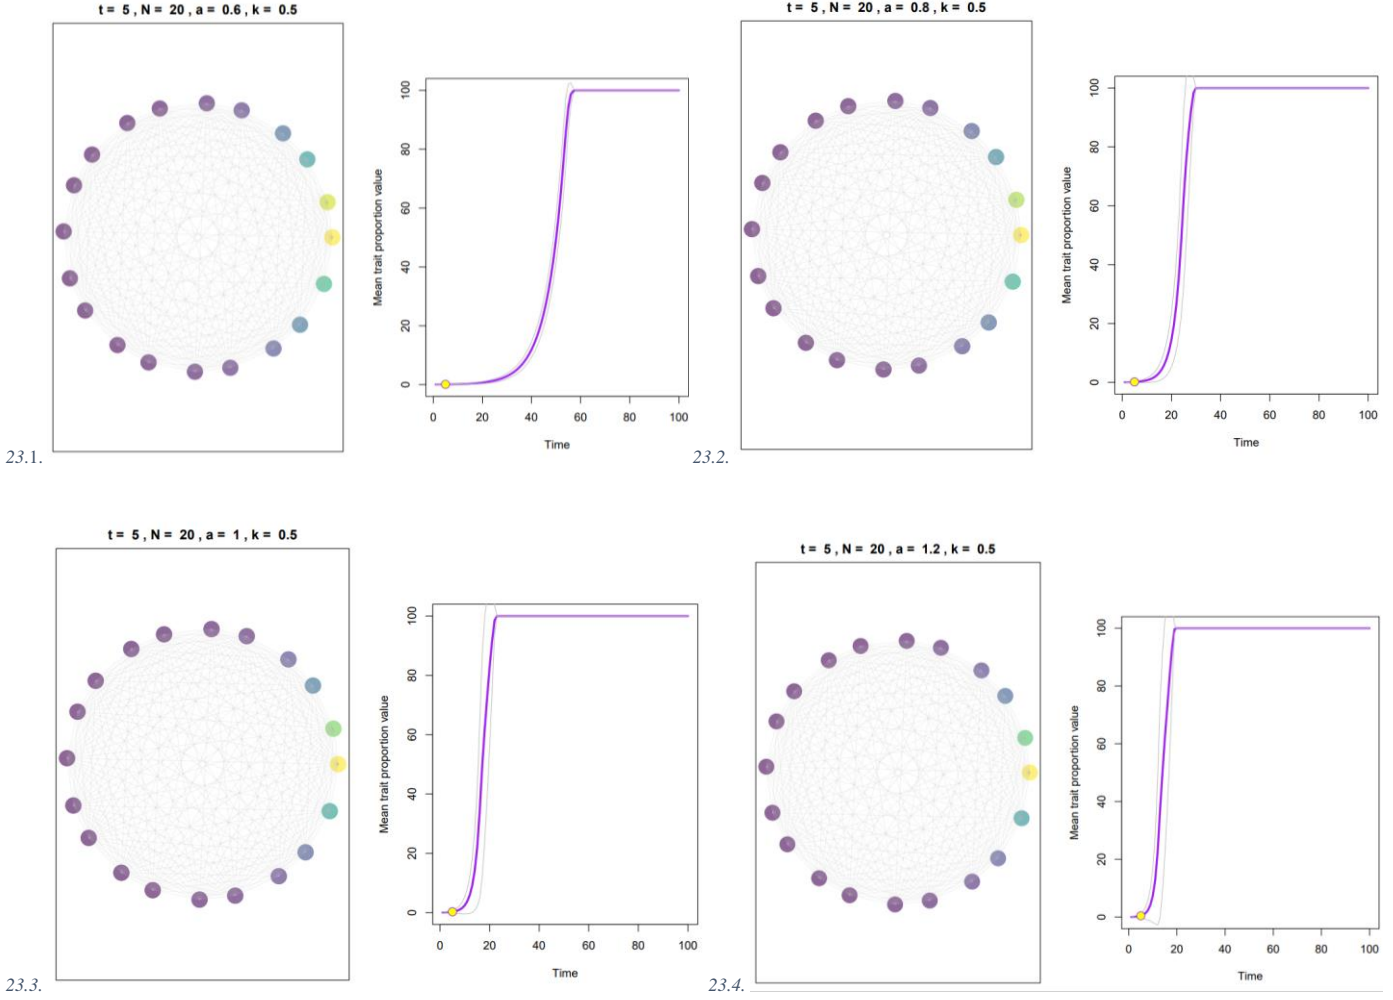 t = 5 , N = 20 , a = 0.6 , k = 0.5
Mean trait proportion value
0 20 40 60 80 100
0 20 40 60 80 100
Time
23.1.
t = 5 , N = 20 , a = 0.8 , k = 0.5
Mean trait proportion value
0 20 40 60 80 100
0 20 40 60 80 100
Time
23.2.
t = 5 , N = 20 , a = 1 , k = 0.5
Mean trait proportion value
0 20 40 60 80 100
0 20 40 60 80 100
Time
23.3.
t = 5 , N = 20 , a = 1.2 , k = 0.5
Mean trait proportion value
0 20 40 60 80 100
0 20 40 60 80 100
Time
23.4.